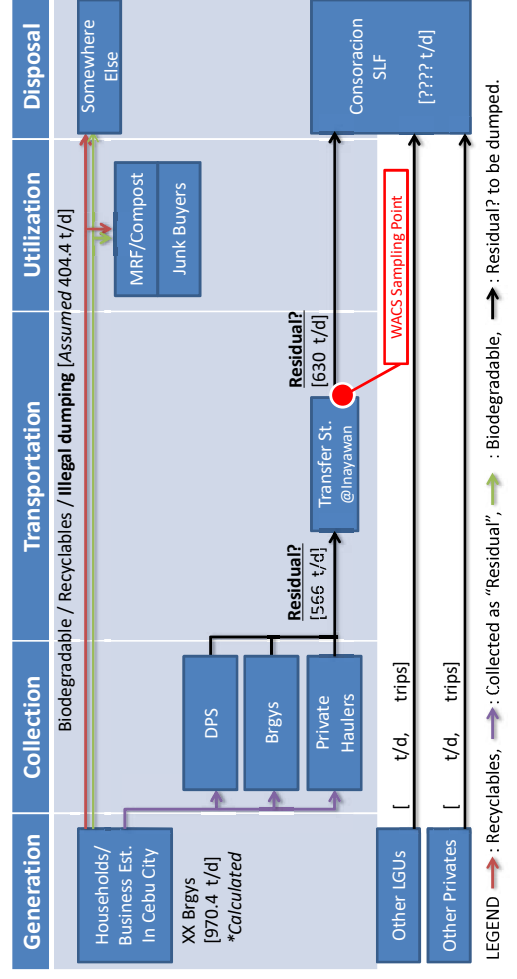 Generation
Collection
Transportation
Utilization
Disposal
Biodegradable / Recyclables / Illegal dumping [Assumed 404.4 t/d]
Households/
Business Est.
In Cebu City
XX Brgys
[970.4 t/d]
*Calculated
DPS
Brgys
Private
Haulers
Residual?
[566 t/d]
Transfer St.
@Inayawan
Residual?
[630 t/d]
WACS Sampling Point
MRF/Compost
Junk Buyers
Somewhere
Else
Consoracion
SLF
[???? t/d]
Other LGUs
[ t/d, trips]
Other Privates
[ t/d, trips]
LEGEND : Recyclables, : Collected as “Residual”, : Biodegradable, : Residual? to be dumped.